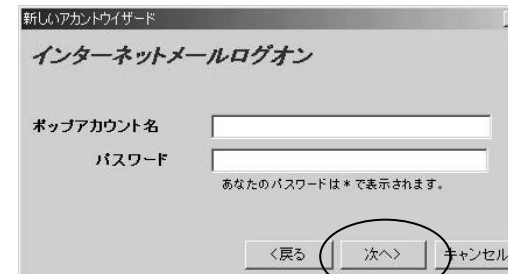 新しいアカントウイザード
インターネットメールログオン
ポップアカウント名
パスワード
あなたのパスワードは*で表示されます。
<戻る 次へ> キャンセル